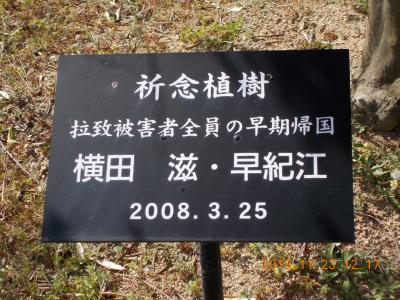 祈念植樹
拉致被害者全員の早期帰国
横田　滋・早紀江
2008.3.25